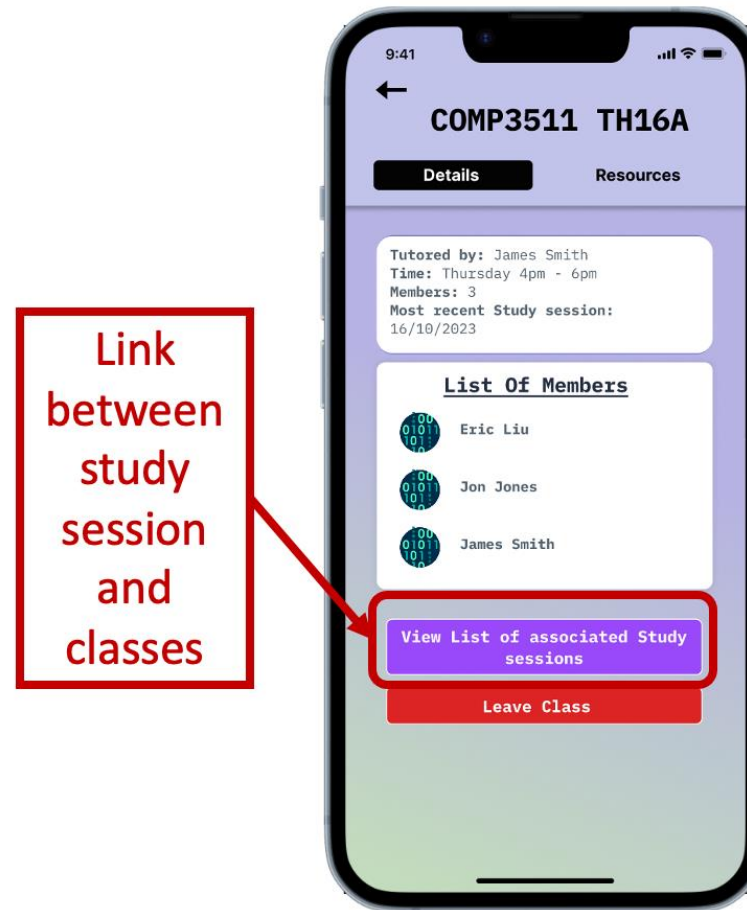 9:41
COMP3511 TH16A
Details
Resources
Tutored by: James Smith
Time: Thursday 4pm - 6pm
Members: 3
Most recent Study session:
16/10/2023
List Of Members
Eric Liu
Jon Jones
James Smith
Link
between
study
session
and
classes
View List of associated Study
sessions
Leave Class